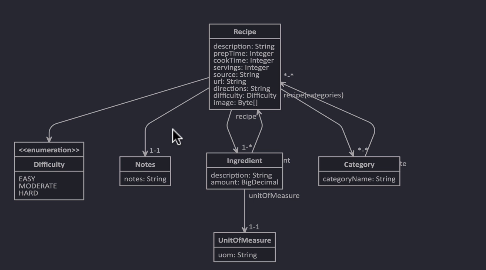 Recipe
description: String
prepTime: Integer
cookTime: Integer
servings: Integer
source: String
url: String
directions: String
difficulty: Difficulty
image: Byte[]
*-*
recipe(categories)
recipe
<<enumeration>>
Difficulty
EASY
MODERATE
HARD
1-1
Notes
notes: String
1-*
Ingredient
description: String
amount: BigDecimal
nt
*-*
Category
categoryName: String
te
unitOfMeasure
1-1
UnitOfMeasure
uom: String